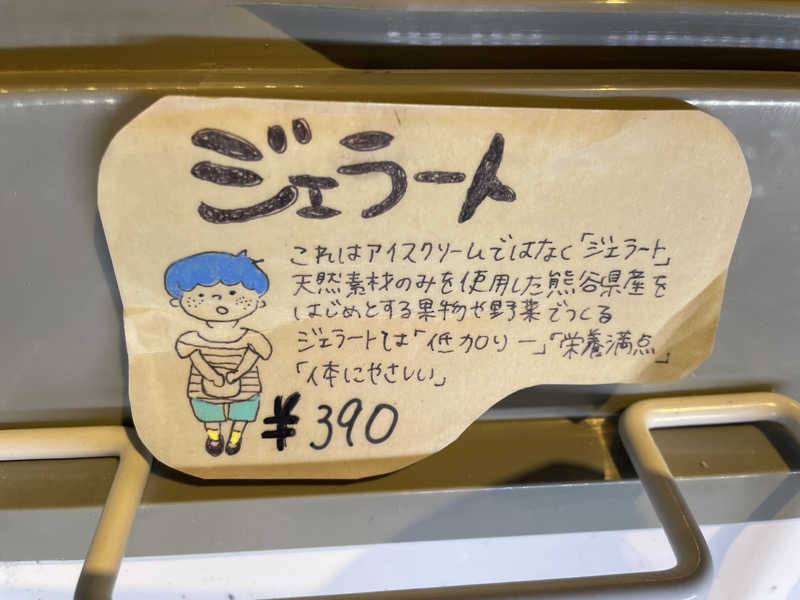 ジェラート
これはアイスクリームではなく「ジェラート」
天然素材のみを使用した熊谷県産を
はじめとする果物や野菜でつくる
ジェラートは「低カロリー」「栄養満点」
「体にやさしい」
¥390